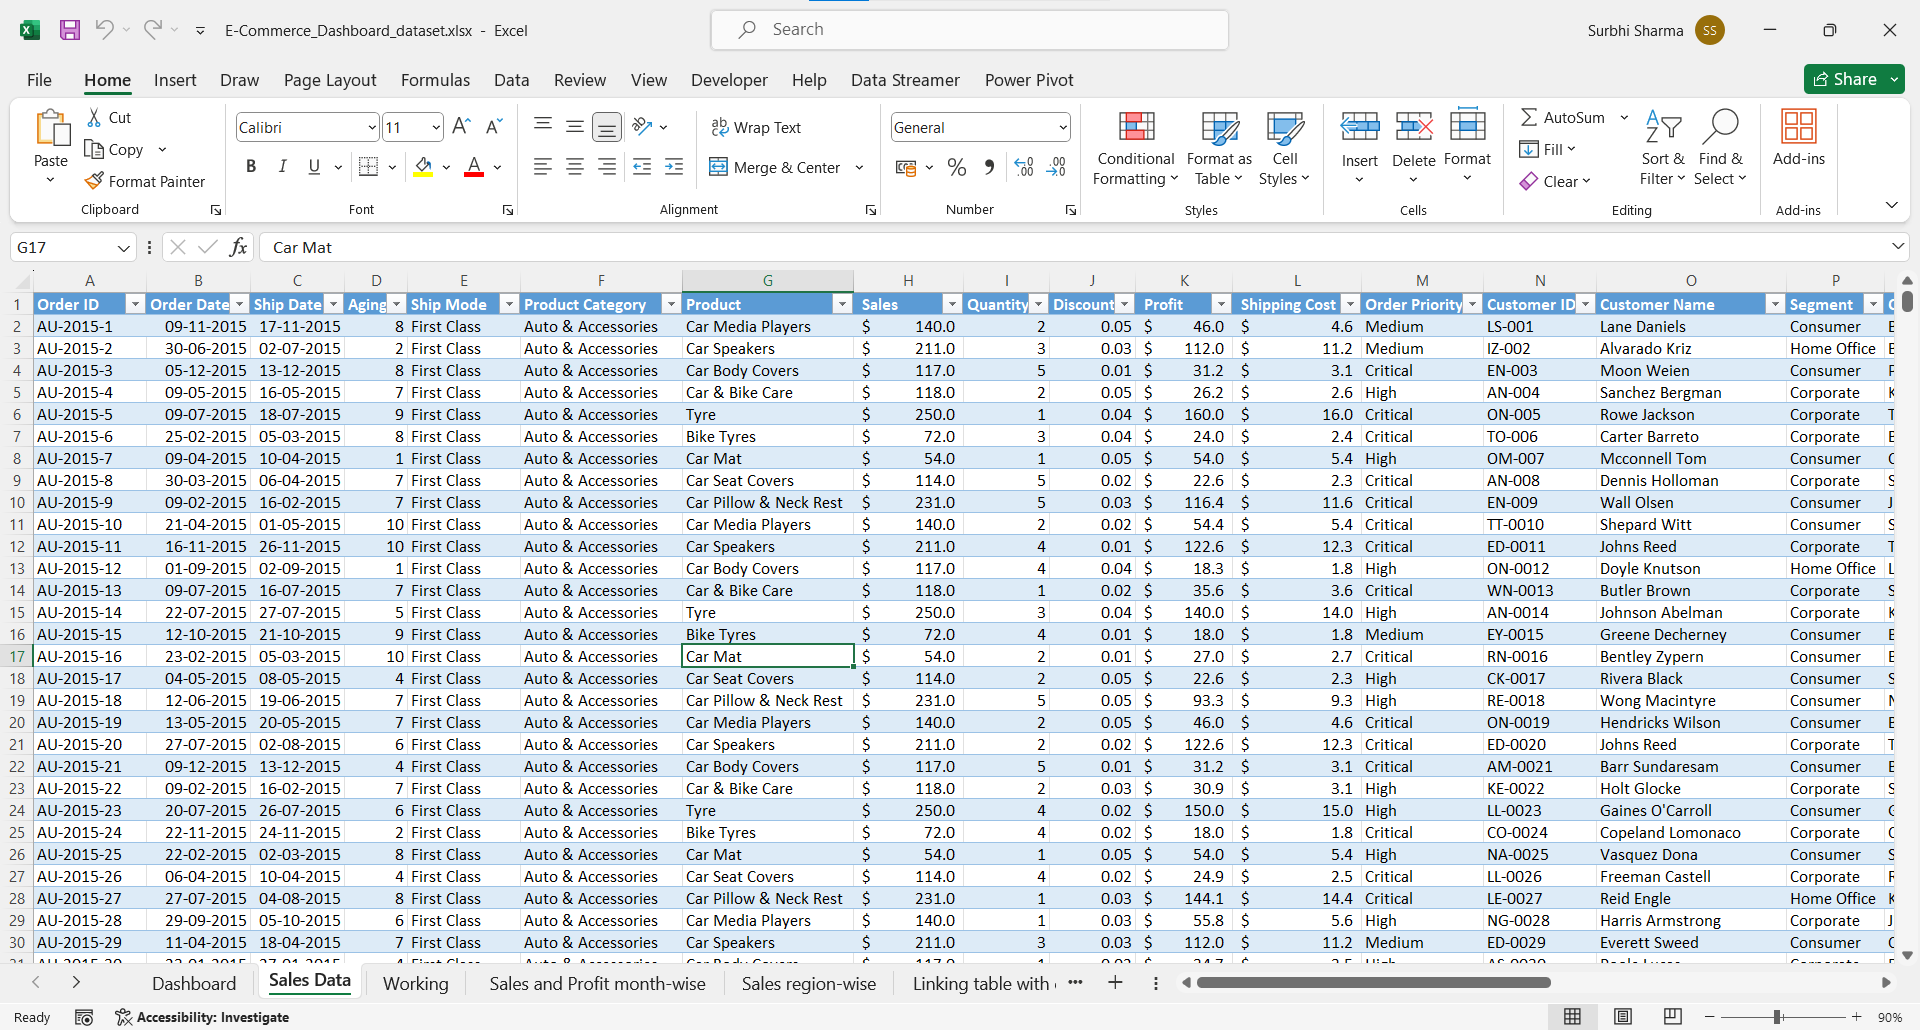 E-Commerce_Dashboard_dataset.xlsx - Excel
Search
Surbhi Sharma SS
File Home Insert Draw Page Layout Formulas Data Review View Developer Help Data Streamer Power Pivot Share
Paste Cut Copy Format Painter Clipboard
Calibri 11 B I U A Font
Wrap Text Merge & Center Alignment
General % Number
Conditional Formatting Format as Table Cell Styles Styles
Insert Delete Format Cells
AutoSum Fill Clear Sort & Filter Find & Select Editing
Add-ins Add-ins
G17 fx Car Mat
A B C D E F G H I J K L M N O P
1 Order ID Order Date Ship Date Aging Ship Mode Product Category Product Sales Quantity Discount Profit Shipping Cost Order Priority Customer ID Customer Name Segment
2 AU-2015-1 09-11-2015 17-11-2015 8 First Class Auto & Accessories Car Media Players $ 140.0 2 0.05 $ 46.0 $ 4.6 Medium LS-001 Lane Daniels Consumer
3 AU-2015-2 30-06-2015 02-07-2015 2 First Class Auto & Accessories Car Speakers $ 211.0 3 0.03 $ 112.0 $ 11.2 Medium IZ-002 Alvarado Kriz Home Office
4 AU-2015-3 05-12-2015 13-12-2015 8 First Class Auto & Accessories Car Body Covers $ 117.0 5 0.01 $ 31.2 $ 3.1 Critical EN-003 Moon Weien Consumer
5 AU-2015-4 09-05-2015 16-05-2015 7 First Class Auto & Accessories Car & Bike Care $ 118.0 2 0.05 $ 26.2 $ 2.6 High AN-004 Sanchez Bergman Corporate
6 AU-2015-5 09-07-2015 18-07-2015 9 First Class Auto & Accessories Tyre $ 250.0 1 0.04 $ 160.0 $ 16.0 Critical ON-005 Rowe Jackson Corporate
7 AU-2015-6 25-02-2015 05-03-2015 8 First Class Auto & Accessories Bike Tyres $ 72.0 3 0.04 $ 24.0 $ 2.4 Critical TO-006 Carter Barreto Corporate
8 AU-2015-7 09-04-2015 10-04-2015 1 First Class Auto & Accessories Car Mat $ 54.0 1 0.05 $ 54.0 $ 5.4 High OM-007 Mcconnell Tom Consumer
9 AU-2015-8 30-03-2015 06-04-2015 7 First Class Auto & Accessories Car Seat Covers $ 114.0 5 0.02 $ 22.6 $ 2.3 Critical AN-008 Dennis Holloman Corporate
10 AU-2015-9 09-02-2015 16-02-2015 7 First Class Auto & Accessories Car Pillow & Neck Rest $ 231.0 5 0.03 $ 116.4 $ 11.6 Critical EN-009 Wall Olsen Consumer
11 AU-2015-10 21-04-2015 01-05-2015 10 First Class Auto & Accessories Car Media Players $ 140.0 2 0.02 $ 54.4 $ 5.4 Critical TT-0010 Shepard Witt Consumer
12 AU-2015-11 16-11-2015 26-11-2015 10 First Class Auto & Accessories Car Speakers $ 211.0 4 0.01 $ 122.6 $ 12.3 Critical ED-0011 Johns Reed Corporate
13 AU-2015-12 01-09-2015 02-09-2015 1 First Class Auto & Accessories Car Body Covers $ 117.0 4 0.04 $ 18.3 $ 1.8 High ON-0012 Doyle Knutson Home Office
14 AU-2015-13 09-07-2015 16-07-2015 7 First Class Auto & Accessories Car & Bike Care $ 118.0 1 0.02 $ 35.6 $ 3.6 Critical WN-0013 Butler Brown Corporate
15 AU-2015-14 22-07-2015 27-07-2015 5 First Class Auto & Accessories Tyre $ 250.0 3 0.04 $ 140.0 $ 14.0 High AN-0014 Johnson Abelman Corporate
16 AU-2015-15 12-10-2015 21-10-2015 9 First Class Auto & Accessories Bike Tyres $ 72.0 4 0.01 $ 18.0 $ 1.8 Medium EY-0015 Greene Decherney Consumer
17 AU-2015-16 23-02-2015 05-03-2015 10 First Class Auto & Accessories Car Mat $ 54.0 2 0.01 $ 27.0 $ 2.7 Critical RN-0016 Bentley Zypern Consumer
18 AU-2015-17 04-05-2015 08-05-2015 4 First Class Auto & Accessories Car Seat Covers $ 114.0 2 0.05 $ 22.6 $ 2.3 High CK-0017 Rivera Black Consumer
19 AU-2015-18 12-06-2015 19-06-2015 7 First Class Auto & Accessories Car Pillow & Neck Rest $ 231.0 5 0.05 $ 93.3 $ 9.3 High RE-0018 Wong Macintyre Consumer
20 AU-2015-19 13-05-2015 20-05-2015 7 First Class Auto & Accessories Car Media Players $ 140.0 2 0.05 $ 46.0 $ 4.6 Critical ON-0019 Hendricks Wilson Consumer
21 AU-2015-20 27-07-2015 02-08-2015 6 First Class Auto & Accessories Car Speakers $ 211.0 2 0.02 $ 122.6 $ 12.3 Critical ED-0020 Johns Reed Corporate
22 AU-2015-21 09-12-2015 13-12-2015 4 First Class Auto & Accessories Car Body Covers $ 117.0 5 0.01 $ 31.2 $ 3.1 Critical AM-0021 Barr Sundaresam Consumer
23 AU-2015-22 09-02-2015 16-02-2015 7 First Class Auto & Accessories Car & Bike Care $ 118.0 2 0.03 $ 30.9 $ 3.1 High KE-0022 Holt Glocke Corporate
24 AU-2015-23 20-07-2015 26-07-2015 6 First Class Auto & Accessories Tyre $ 250.0 4 0.02 $ 150.0 $ 15.0 High LL-0023 Gaines O'Carroll Consumer
25 AU-2015-24 22-11-2015 24-11-2015 2 First Class Auto & Accessories Bike Tyres $ 72.0 4 0.02 $ 18.0 $ 1.8 Critical CO-0024 Copeland Lomonaco Corporate
26 AU-2015-25 22-02-2015 02-03-2015 8 First Class Auto & Accessories Car Mat $ 54.0 1 0.05 $ 54.0 $ 5.4 High NA-0025 Vasquez Dona Consumer
27 AU-2015-26 06-04-2015 10-04-2015 4 First Class Auto & Accessories Car Seat Covers $ 114.0 4 0.02 $ 24.9 $ 2.5 Critical LL-0026 Freeman Castell Corporate
28 AU-2015-27 27-07-2015 04-08-2015 8 First Class Auto & Accessories Car Pillow & Neck Rest $ 231.0 1 0.03 $ 144.1 $ 14.4 Critical LE-0027 Reid Engle Home Office
29 AU-2015-28 29-09-2015 05-10-2015 6 First Class Auto & Accessories Car Media Players $ 140.0 1 0.03 $ 55.8 $ 5.6 High NG-0028 Harris Armstrong Corporate
30 AU-2015-29 11-04-2015 18-04-2015 7 First Class Auto & Accessories Car Speakers $ 211.0 3 0.03 $ 112.0 $ 11.2 Medium ED-0029 Everett Sweed Consumer
Dashboard Sales Data Working Sales and Profit month-wise Sales region-wise Linking table with
Ready Accessibility: Investigate 90%